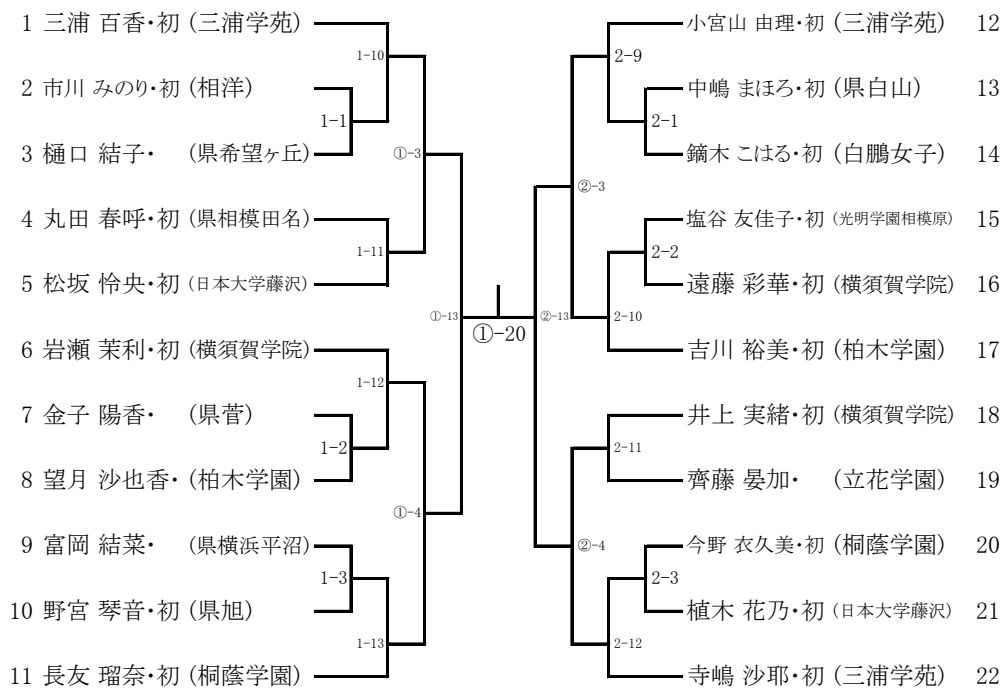 1 三浦 百香・初 (三浦学苑)
1-10
2 市川 みのり・初 (相洋)
1-1
3 樋口 結子・ (県希望ヶ丘)
①-3
4 丸田 春呼・初 (県相模田名)
1-11
5 松坂 怜央・初 (日本大学藤沢)
①-13
6 岩瀬 茉利・初 (横須賀学院)
1-12
7 金子 陽香・ (県菅)
1-2
8 望月 沙也香・ (柏木学園)
①-4
9 富岡 結菜・ (県横浜平沼)
1-3
10 野宮 琴音・初 (県旭)
1-13
11 長友 瑠奈・初 (桐蔭学園)
①-20
小宮山 由理・初 (三浦学苑) 12
2-9
中嶋 まほろ・初 (県白山) 13
2-1
鏑木 こはる・初 (白鵬女子) 14
②-3
塩谷 友佳子・初 (光明学園相模原) 15
2-2
遠藤 彩華・初 (横須賀学院) 16
②-13
2-10
吉川 裕美・初 (柏木学園) 17
井上 実緒・初 (横須賀学院) 18
2-11
齊藤 晏加・ (立花学園) 19
②-4
今野 衣久美・初 (桐蔭学園) 20
2-3
植木 花乃・初 (日本大学藤沢) 21
2-12
寺嶋 沙耶・初 (三浦学苑) 22